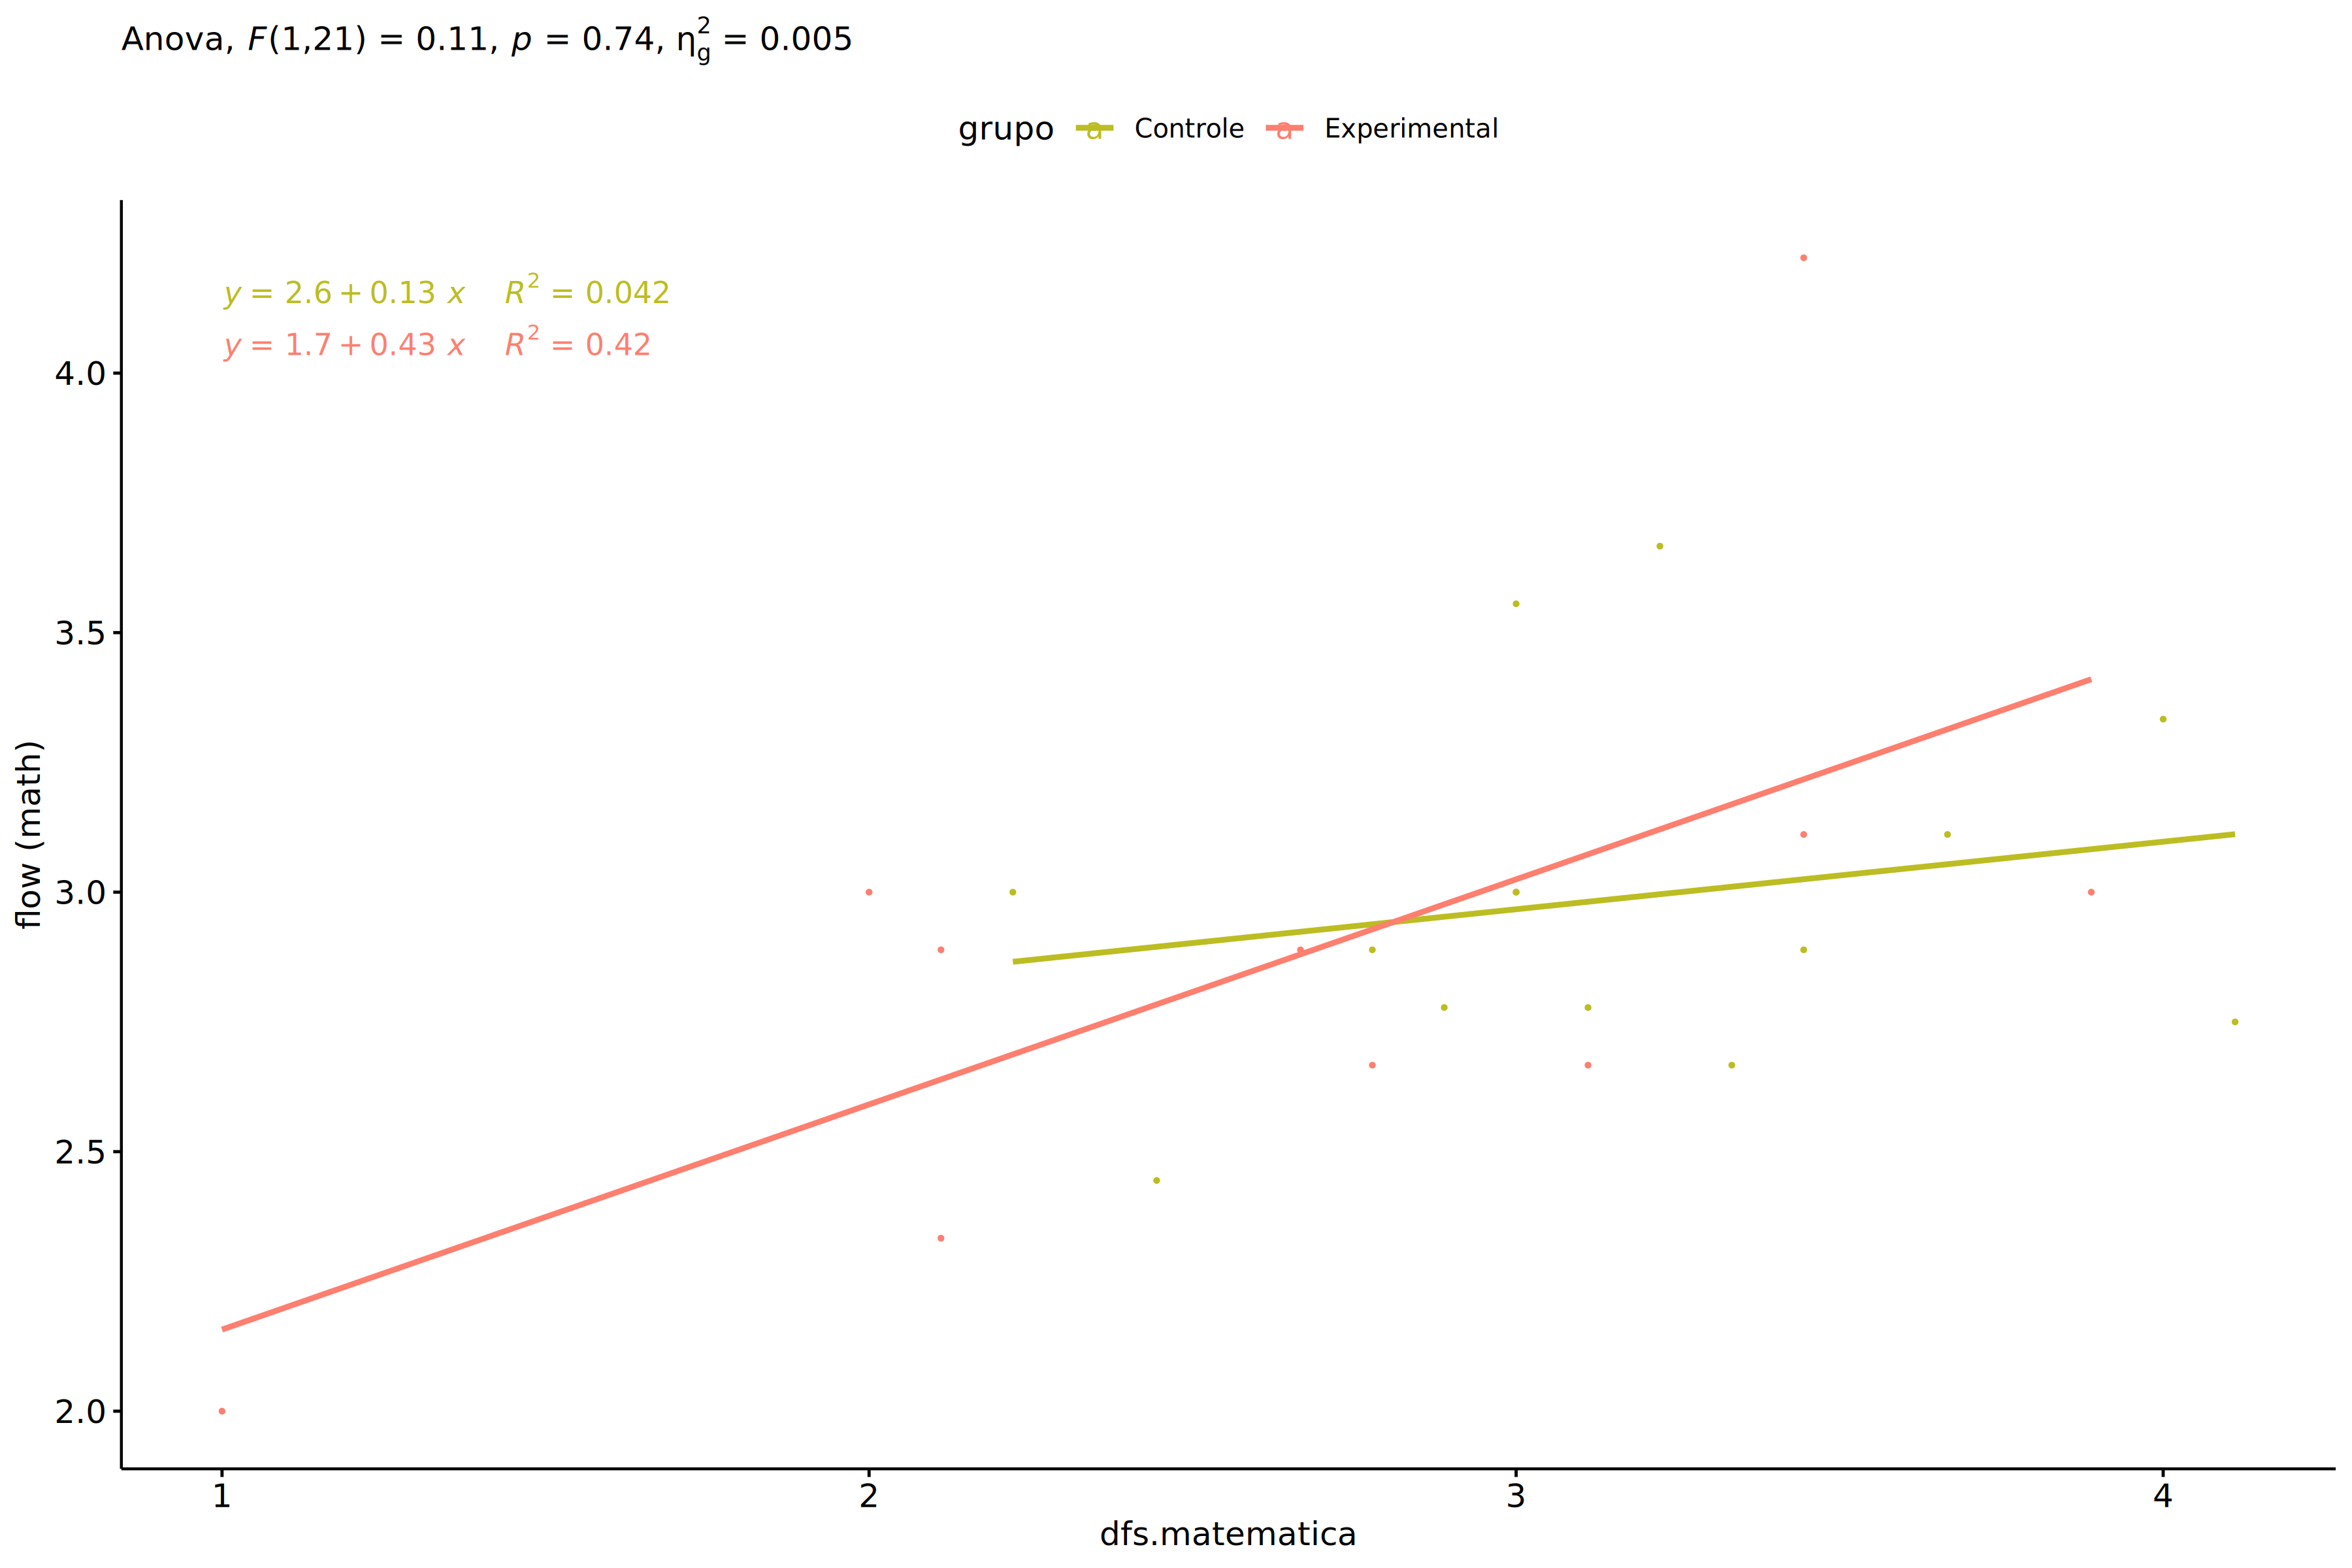 Anova, F(1,21) = 0.11, p = 0.74, η²g = 0.005
grupo a Controle a Experimental
y = 2.6 + 0.13 x R² = 0.042
y = 1.7 + 0.43 x R² = 0.42
4.0
3.5
3.0
2.5
2.0
flow (math)
1 2 3 4
dfs.matematica